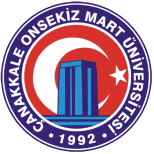 ÇANAKKALE ONSEKİZ MART ÜNİVERSİTESİ
• 1992 •